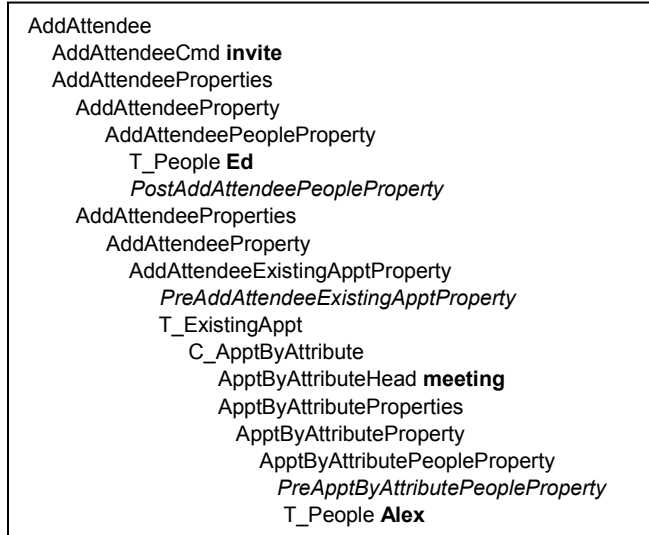 AddAttendee
AddAttendeeCmd invite
AddAttendeeProperties
AddAttendeeProperty
AddAttendeePeopleProperty
T_People Ed
PostAddAttendeePeopleProperty
AddAttendeeProperties
AddAttendeeProperty
AddAttendeeExistingApptProperty
PreAddAttendeeExistingApptProperty
T_ExistingAppt
C_ApptByAttribute
ApptByAttributeHead meeting
ApptByAttributeProperties
ApptByAttributeProperty
ApptByAttributePeopleProperty
PreApptByAttributePeopleProperty
T_People Alex